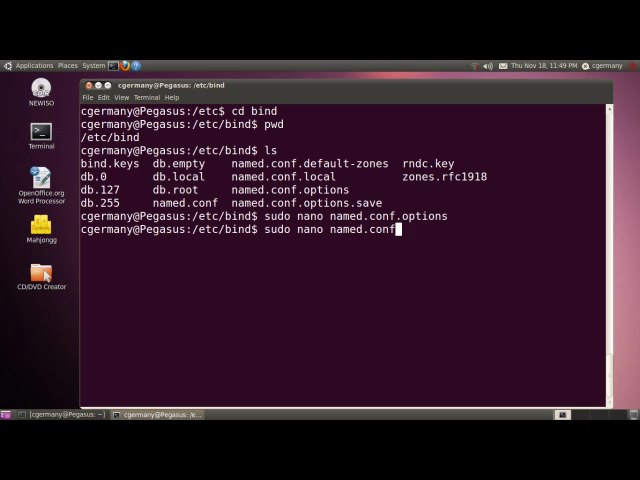 Applications Places System
Thu Nov 18, 11:49 PM cgermany
cgermany@Pegasus: /etc/bind
File Edit View Terminal Help
cgermany@Pegasus:/etc$ cd bind
cgermany@Pegasus:/etc/bind$ pwd
/etc/bind
cgermany@Pegasus:/etc/bind$ ls
bind.keys db.empty named.conf.default-zones rndc.key
db.0 db.local named.conf.local zones.rfc1918
db.127 db.root named.conf.options
db.255 named.conf named.conf.options.save
cgermany@Pegasus:/etc/bind$ sudo nano named.conf.options
cgermany@Pegasus:/etc/bind$ sudo nano named.conf
NEWISO
Terminal
OpenOffice.org
Word Processor
Mahjongg
CD/DVD Creator
[cgermany@Pegasus: ~]
cgermany@Pegasus: /e...